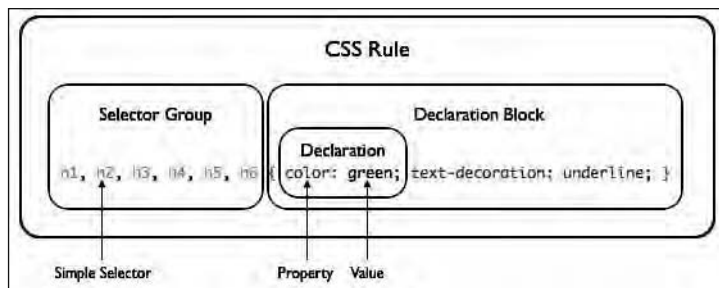 CSS Rule
Selector Group Declaration Block
Declaration
h1, h2, h3, h4, h5, h6 { color: green; text-decoration: underline; }
Simple Selector Property Value